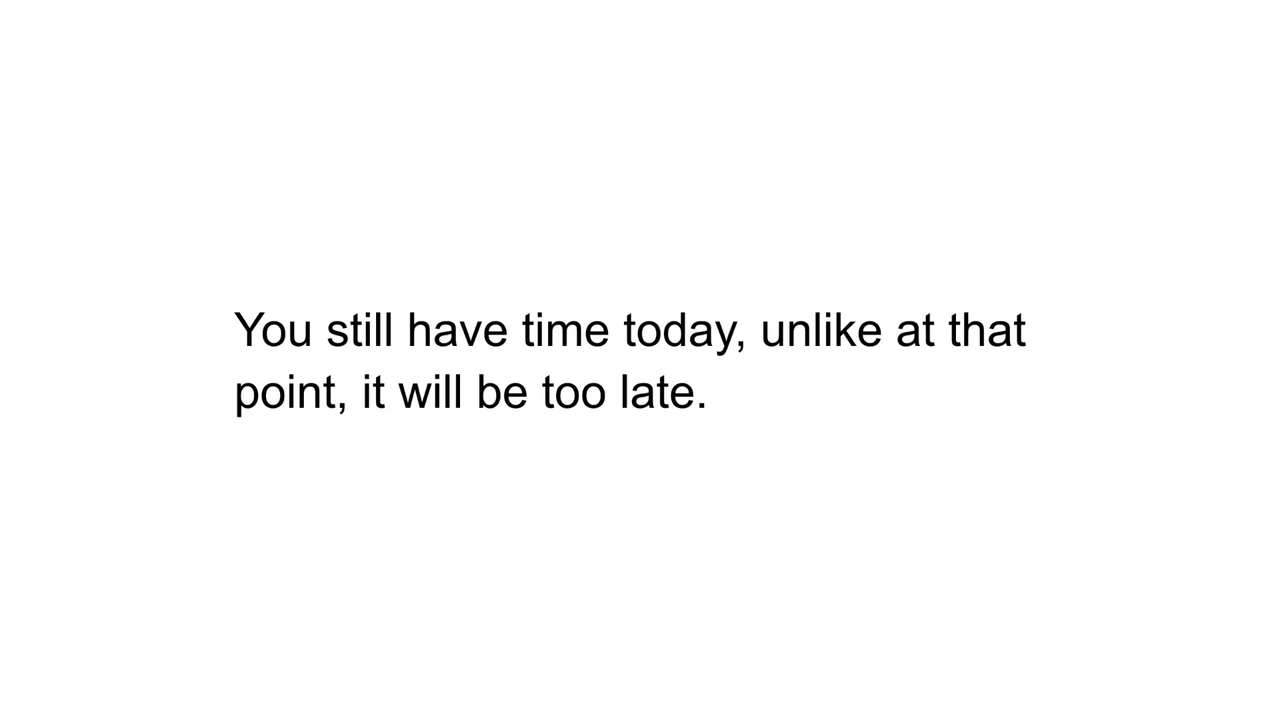 You still have time today, unlike at that
point, it will be too late.